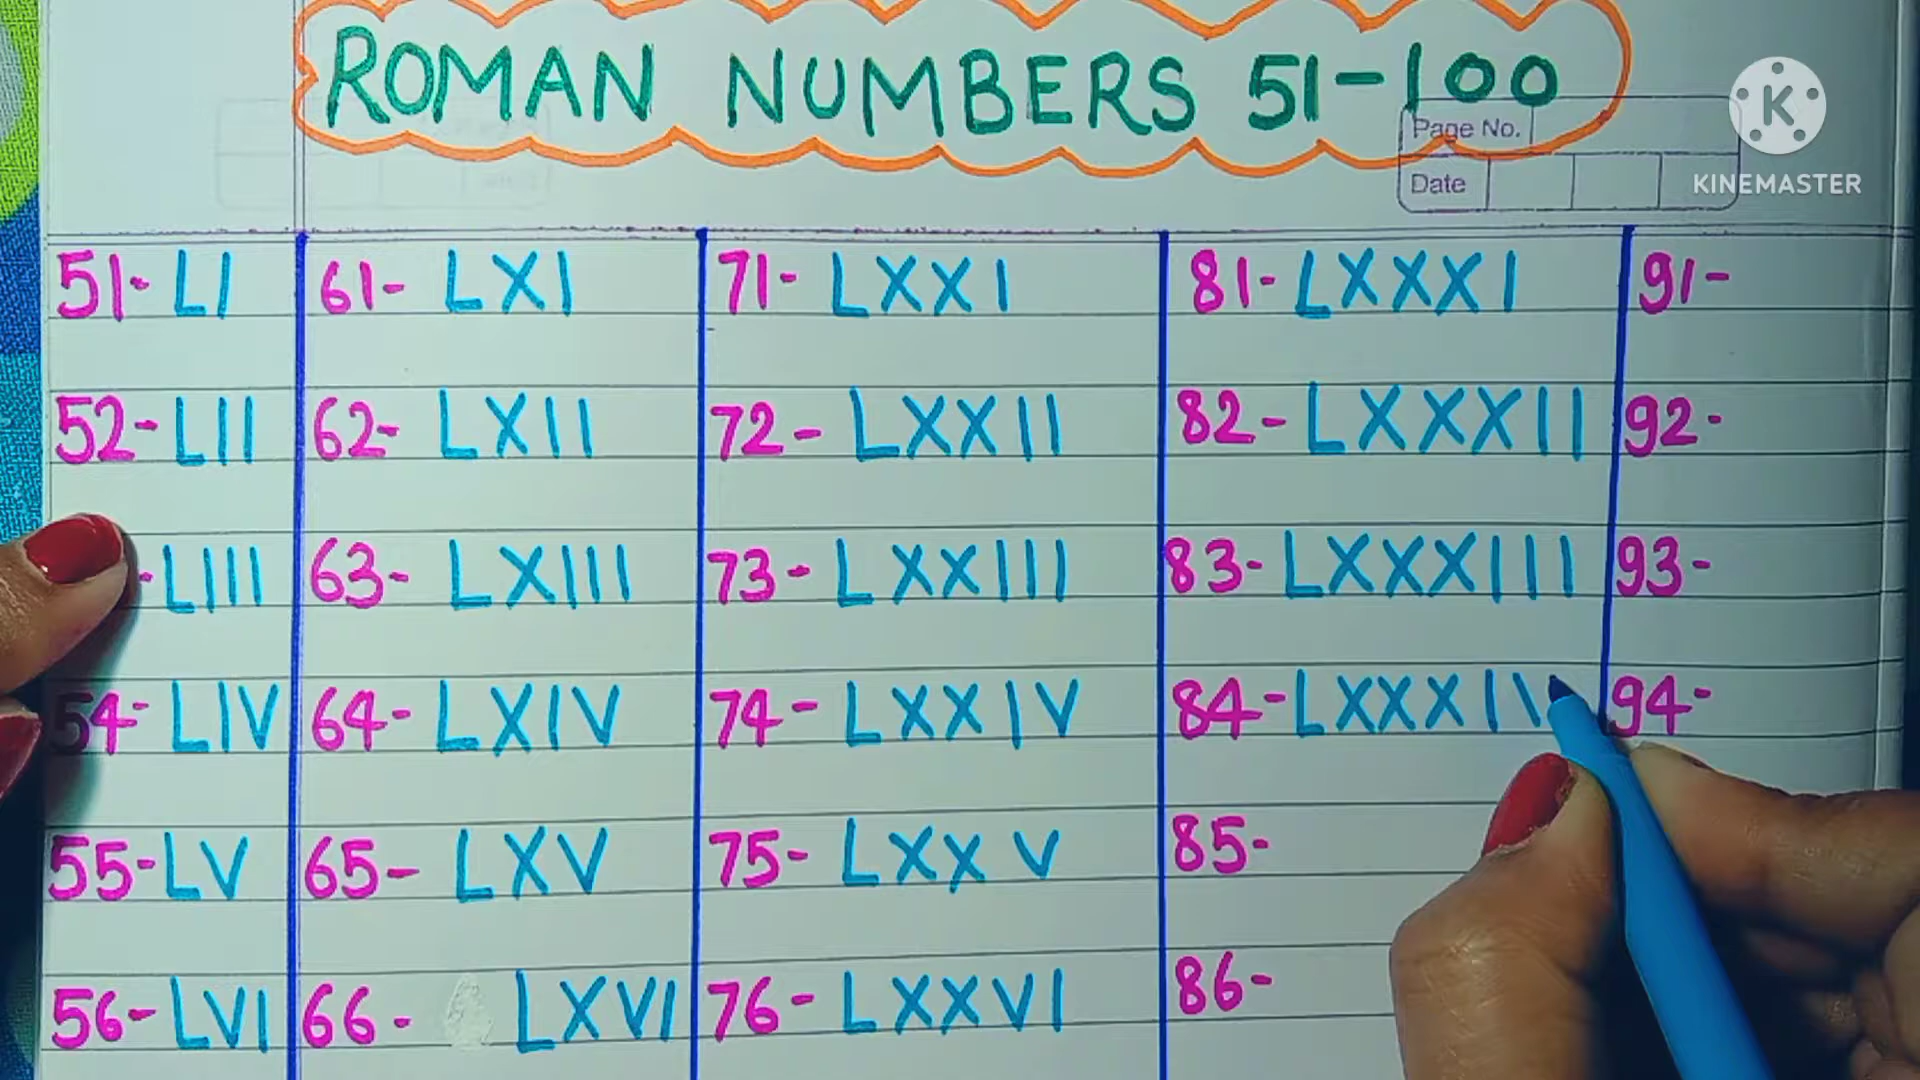 ROMAN NUMBERS 51-100
Page No.
Date
K
KINEMASTER
51- LI 61- LXI 71- LXXI 81- LXXXI 91-
52- LII 62- LXII 72- LXXII 82- LXXXII 92-
- LIII 63- LXIII 73- LXXIII 83- LXXXIII 93-
54- LIV 64- LXIV 74- LXXIV 84- LXXXIV 94-
55- LV 65- LXV 75- LXXV 85-
56- LVI 66- LXVI 76- LXXVI 86-